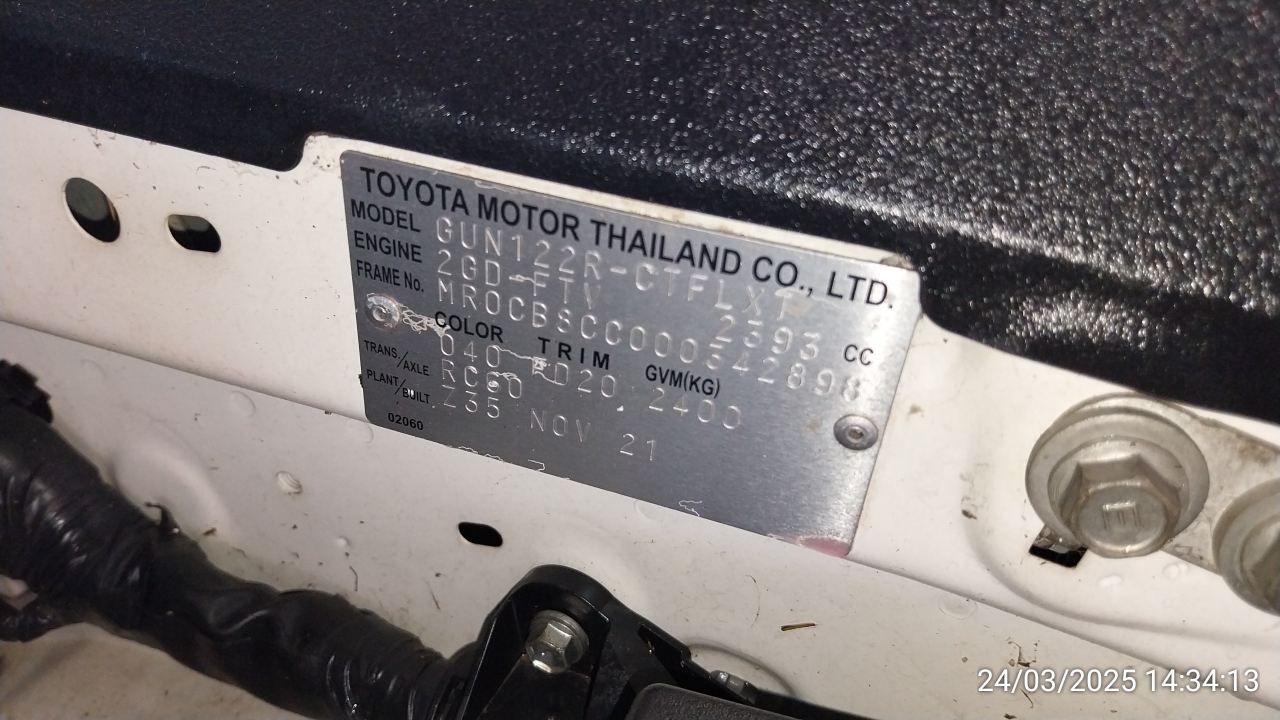 TOYOTA MOTOR THAILAND CO., LTD.
MODEL GUN122R-CTFLXT
ENGINE 2GD-FTV 2393 CC
FRAME No. MR0CB8CC000542898
COLOR TRIM GVM(KG)
040 FD20 2400
TRANS./AXLE RC60
PLANT/BUILT Z35 NOV 21
02060
24/03/2025 14:34:13